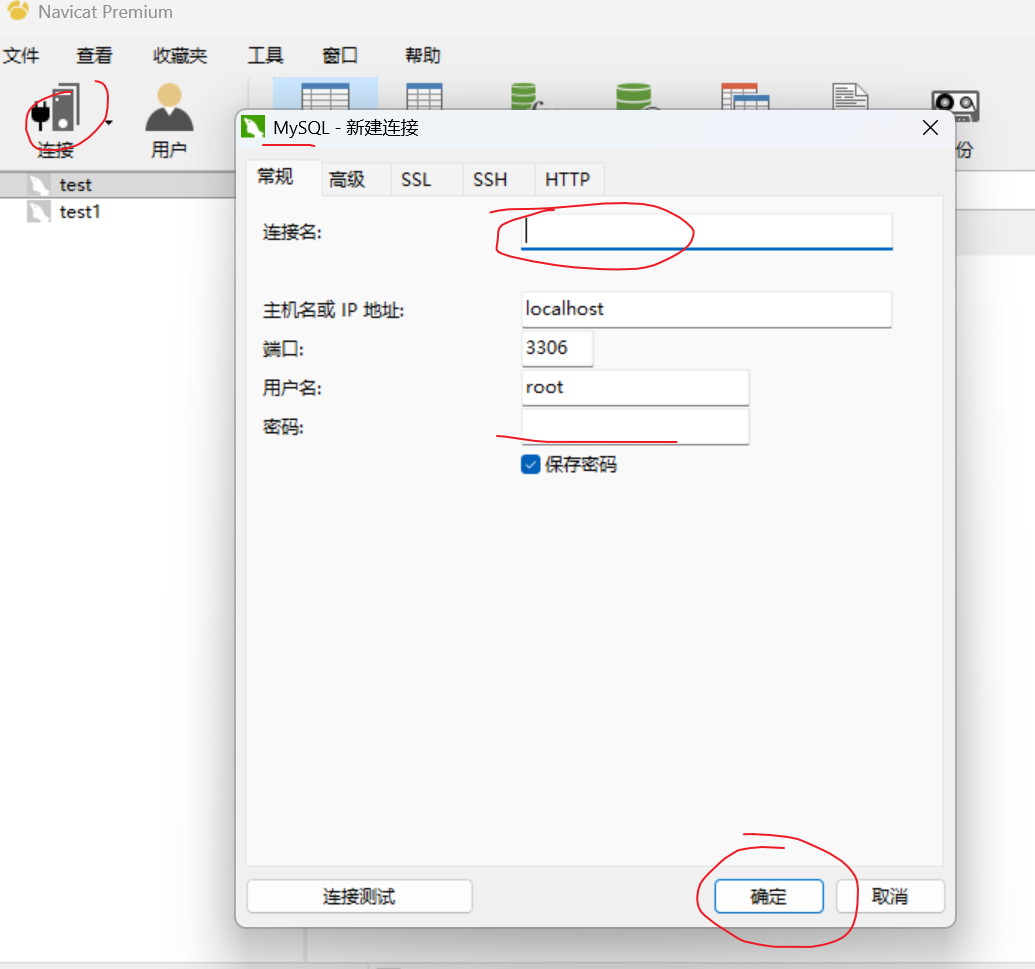 Navicat Premium
文件 查看 收藏夹 工具 窗口 帮助
连接 用户 份
test
test1
MySQL - 新建连接
常规 高级 SSL SSH HTTP
连接名:
主机名或 IP 地址: localhost
端口: 3306
用户名: root
密码:
保存密码
连接测试 确定 取消